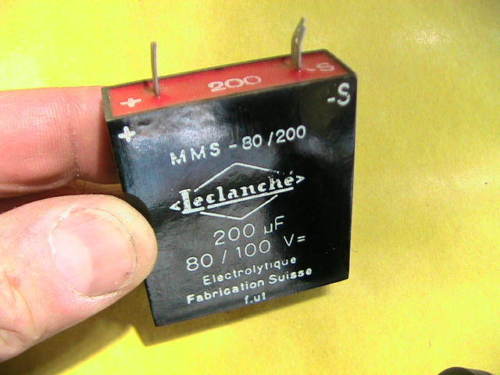 + 200 -S
+ -S
MMS - 80/200
Leclanché
200 µF
80 / 100 V=
Electrolytique
Fabrication Suisse
f.u1